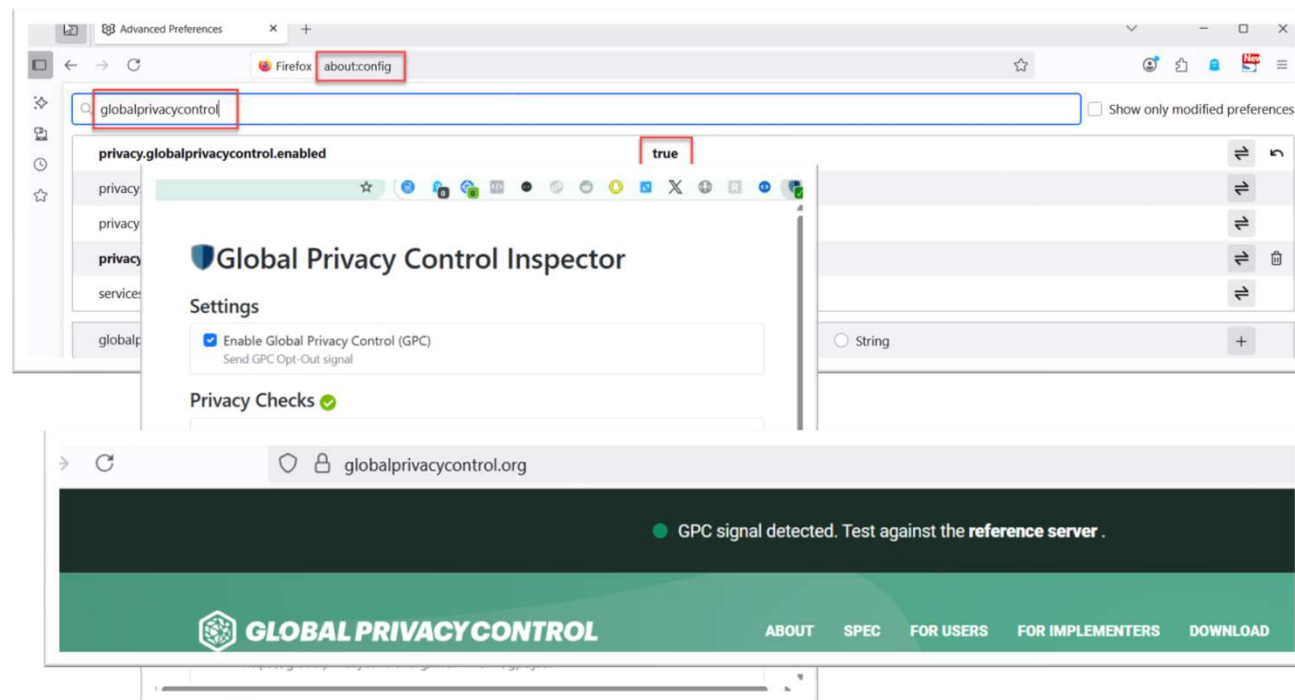 Advanced Preferences
Firefox about:config
New
globalprivacycontrol
Show only modified preferences
privacy.globalprivacycontrol.enabled true
privacy
privacy
privacy
services
globalp
String
Global Privacy Control Inspector
Settings
Enable Global Privacy Control (GPC)
Send GPC Opt-Out signal
Privacy Checks
globalprivacycontrol.org
GPC signal detected. Test against the reference server .
GLOBAL PRIVACY CONTROL
ABOUT SPEC FOR USERS FOR IMPLEMENTERS DOWNLOAD